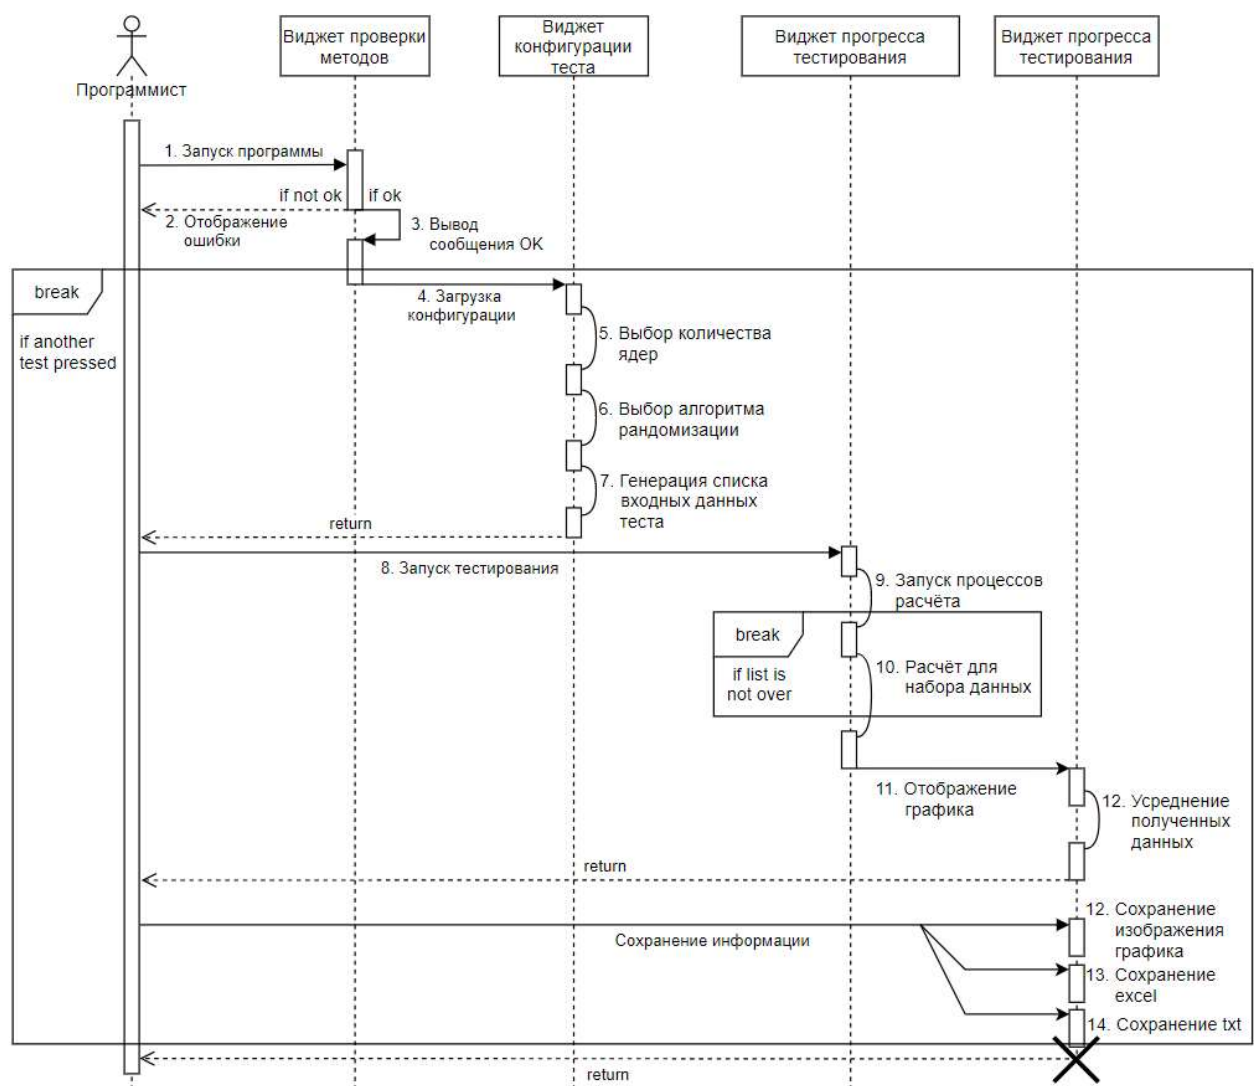 Программист
Виджет проверки
методов
Виджет
конфигурации
теста
Виджет прогресса
тестирования
Виджет прогресса
тестирования
1. Запуск программы
if not ok
if ok
2. Отображение
ошибки
3. Вывод
сообщения OK
break
if another
test pressed
4. Загрузка
конфигурации
5. Выбор количества
ядер
6. Выбор алгоритма
рандомизации
7. Генерация списка
входных данных
теста
return
8. Запуск тестирования
9. Запуск процессов
расчёта
break
if list is
not over
10. Расчёт для
набора данных
11. Отображение
графика
12. Усреднение
полученных
данных
return
Сохранение информации
12. Сохранение
изображения
графика
13. Сохранение
excel
14. Сохранение txt
return